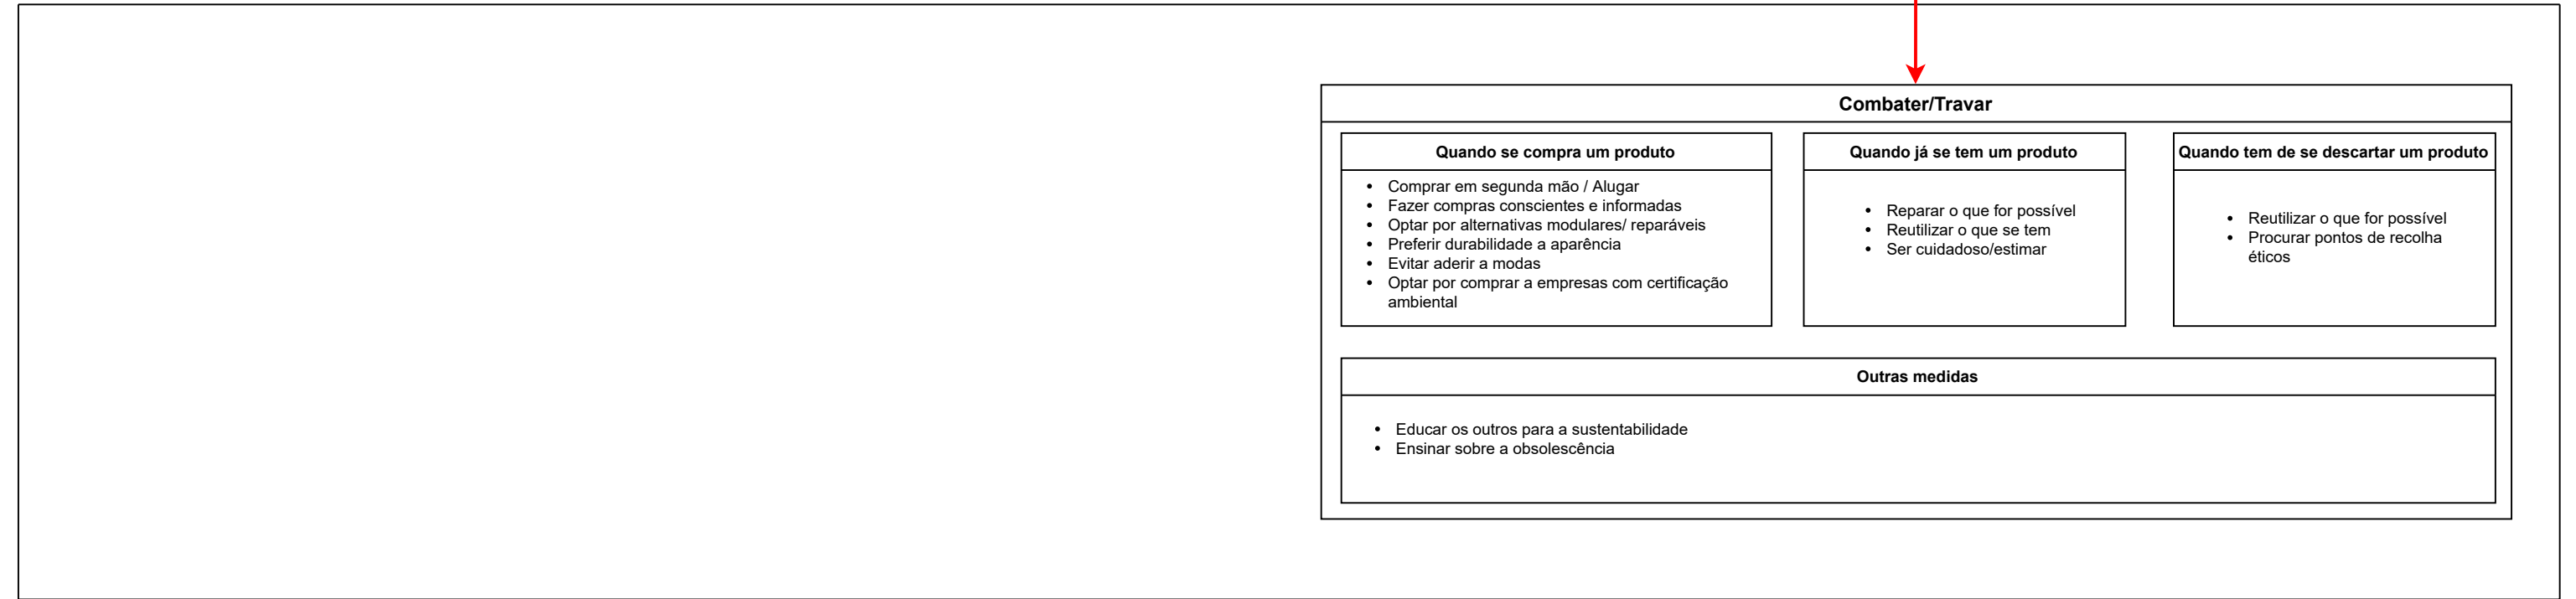 Combater/Travar
Quando se compra um produto
• Comprar em segunda mão / Alugar
• Fazer compras conscientes e informadas
• Optar por alternativas modulares/ reparáveis
• Preferir durabilidade a aparência
• Evitar aderir a modas
• Optar por comprar a empresas com certificação
ambiental
Quando já se tem um produto
• Reparar o que for possível
• Reutilizar o que se tem
• Ser cuidadoso/estimar
Quando tem de se descartar um produto
• Reutilizar o que for possível
• Procurar pontos de recolha
éticos
Outras medidas
• Educar os outros para a sustentabilidade
• Ensinar sobre a obsolescência